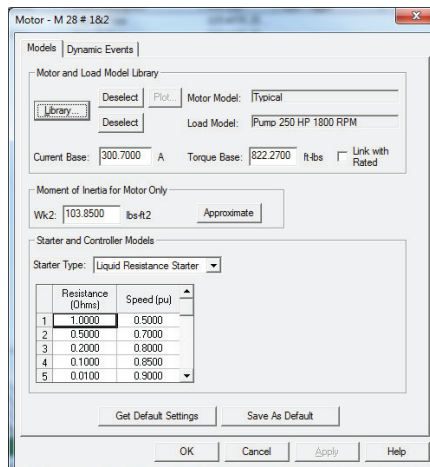 Motor - M 28 # 1&2
Models
Dynamic Events
Motor and Load Model Library
Library...
Deselect
Plot...
Motor Model:
Typical
Deselect
Load Model:
Pump 250 HP 1800 RPM
Current Base: 300.7000 A
Torque Base: 822.2700 ft-lbs
Link with Rated
Moment of Inertia for Motor Only
Wk2: 103.8500 lbs-ft2
Approximate
Starter and Controller Models
Starter Type: Liquid Resistance Starter
Resistance (Ohms) Speed (pu)
1 1.0000 0.5000
2 0.5000 0.7000
3 0.2000 0.8000
4 0.1000 0.8500
5 0.0100 0.9000
Get Default Settings
Save As Default
OK
Cancel
Apply
Help